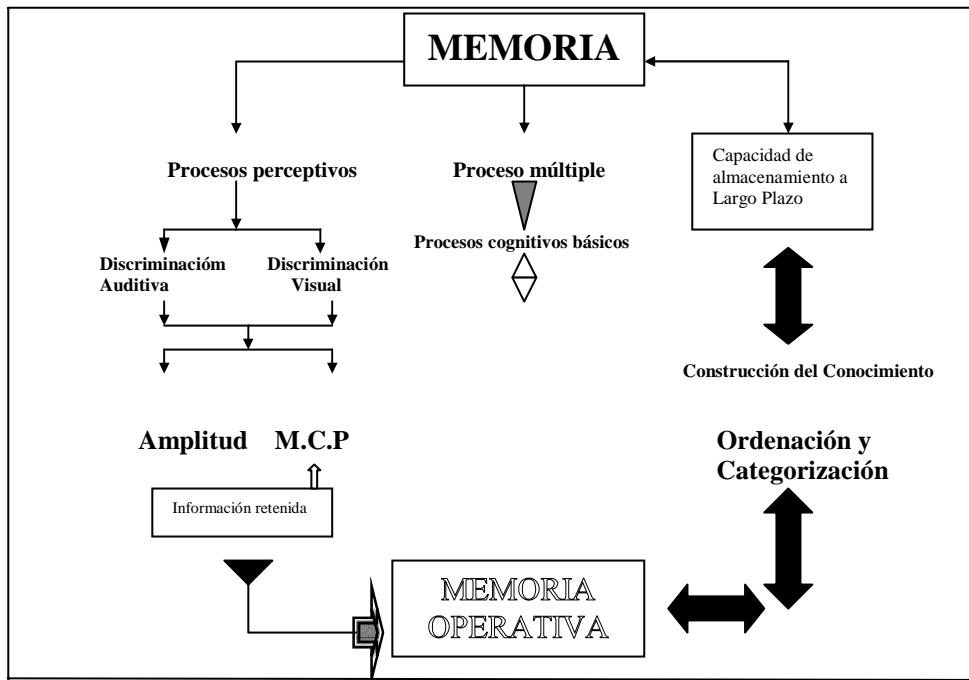 MEMORIA
Procesos perceptivos
Proceso múltiple
Capacidad de
almacenamiento a
Largo Plazo
Procesos cognitivos básicos
Discriminacióm
Auditiva
Discriminación
Visual
Construcción del Conocimiento
Amplitud M.C.P
Ordenación y
Categorización
Información retenida
MEMORIA
OPERATIVA